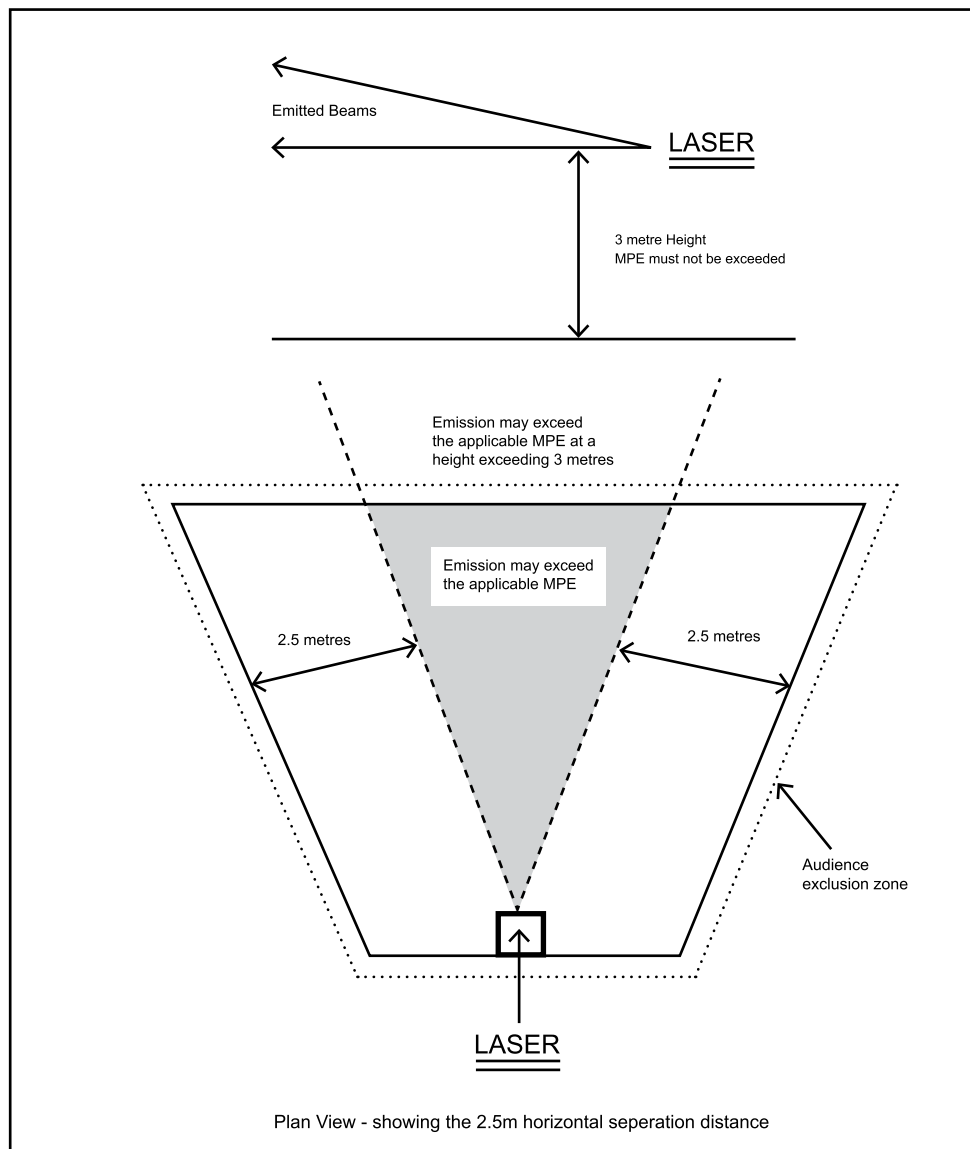 Emitted Beams
LASER
3 metre Height
MPE must not be exceeded
Emission may exceed
the applicable MPE at a
height exceeding 3 metres
Emission may exceed
the applicable MPE
2.5 metres
2.5 metres
Audience
exclusion zone
LASER
Plan View - showing the 2.5m horizontal seperation distance